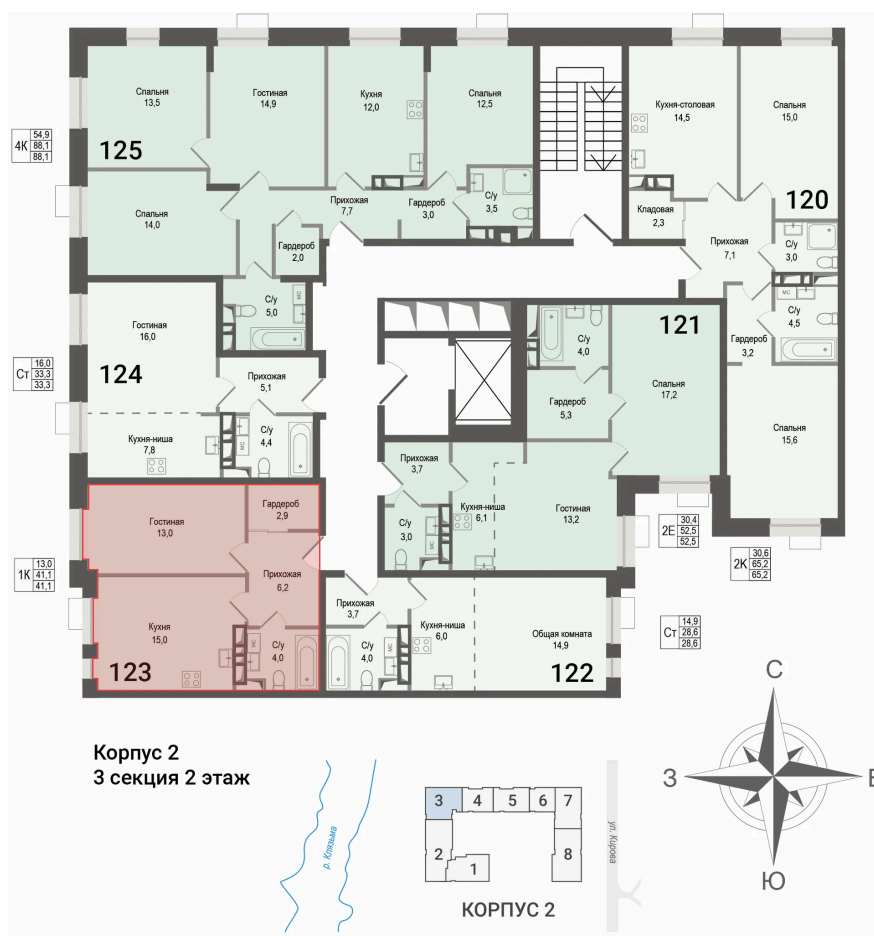 4К
54,9
88,1
88,1
Спальня
13,5
Гостиная
14,9
Кухня
12,0
Спальня
12,5
125
Спальня
14,0
Прихожая
7,7
Гардероб
3,0
С/у
3,5
Гардероб
2,0
С/у
5,0
МС
Кухня-столовая
14,5
Спальня
15,0
120
Кладовая
2,3
Прихожая
7,1
С/у
3,0
МС
С/у
4,5
Гардероб
3,2
Спальня
15,6
Ст
16,0
33,3
33,3
Гостиная
16,0
124
Прихожая
5,1
Кухня-ниша
7,8
С/у
4,4
121
С/у
4,0
Гардероб
5,3
Спальня
17,2
Прихожая
3,7
С/у
3,0
МС
Кухня-ниша
6,1
Гостиная
13,2
2Е
30,4
52,5
52,5
2К
30,6
65,2
65,2
1К
13,0
41,1
41,1
Гостиная
13,0
Гардероб
2,9
Прихожая
6,2
Кухня
15,0
123
МС
С/у
4,0
Прихожая
3,7
С/у
4,0
МС
Кухня-ниша
6,0
Общая комната
14,9
122
Ст
14,9
28,6
28,6
Корпус 2
3 секция 2 этаж
р. Клязьма
3
4
5
6
7
2
1
8
КОРПУС 2
ул. Кирова
С
З
В
Ю